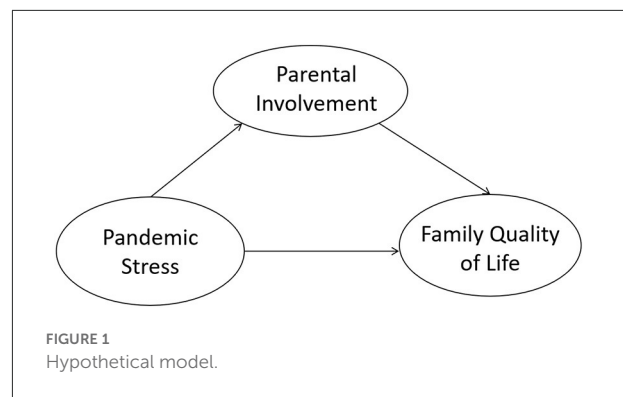 Parental
Involvement
Pandemic
Stress
Family Quality
of Life
FIGURE 1
Hypothetical model.